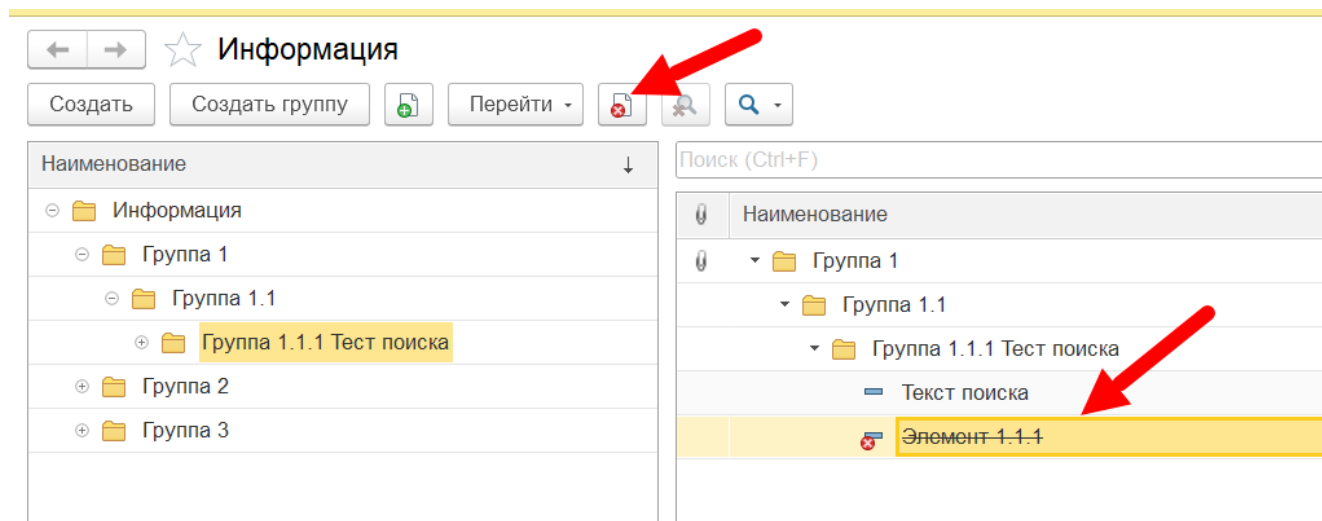 Информация
Создать Создать группу Перейти
Наименование
Информация
Группа 1
Группа 1.1
Группа 1.1.1 Тест поиска
Группа 2
Группа 3
Поиск (Ctrl+F)
Наименование
Группа 1
Группа 1.1
Группа 1.1.1 Тест поиска
Текст поиска
Элемент 1.1.1